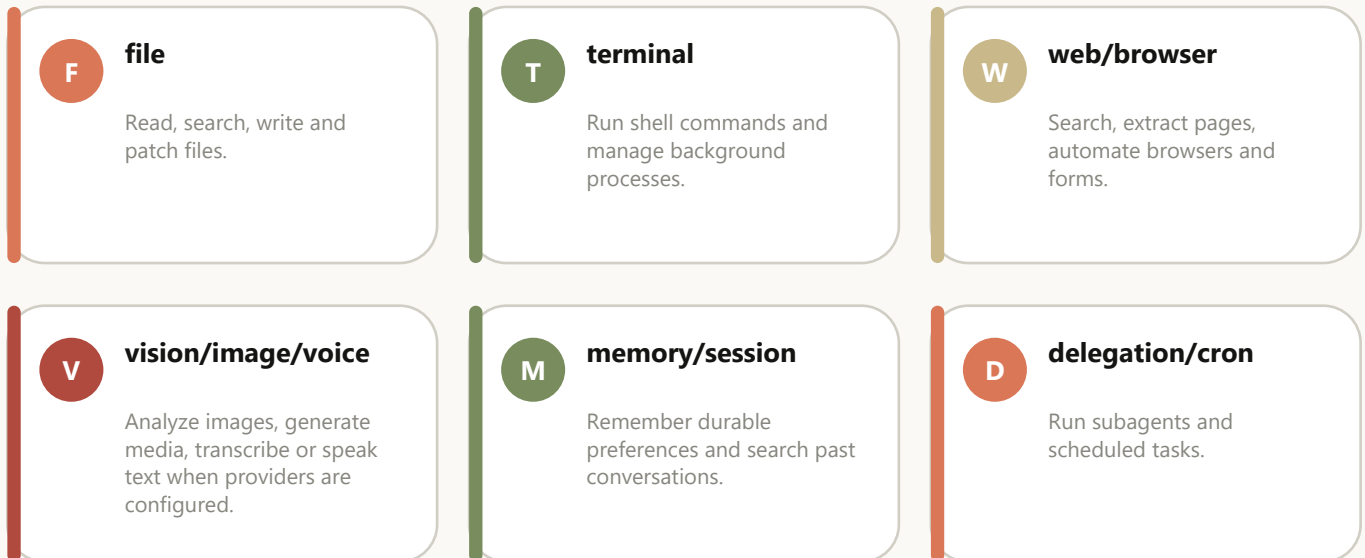 F
file
Read, search, write and
patch files.
T
terminal
Run shell commands and
manage background
processes.
W
web/browser
Search, extract pages,
automate browsers and
forms.
V
vision/image/voice
Analyze images, generate
media, transcribe or speak
text when providers are
configured.
M
memory/session
Remember durable
preferences and search past
conversations.
D
delegation/cron
Run subagents and
scheduled tasks.